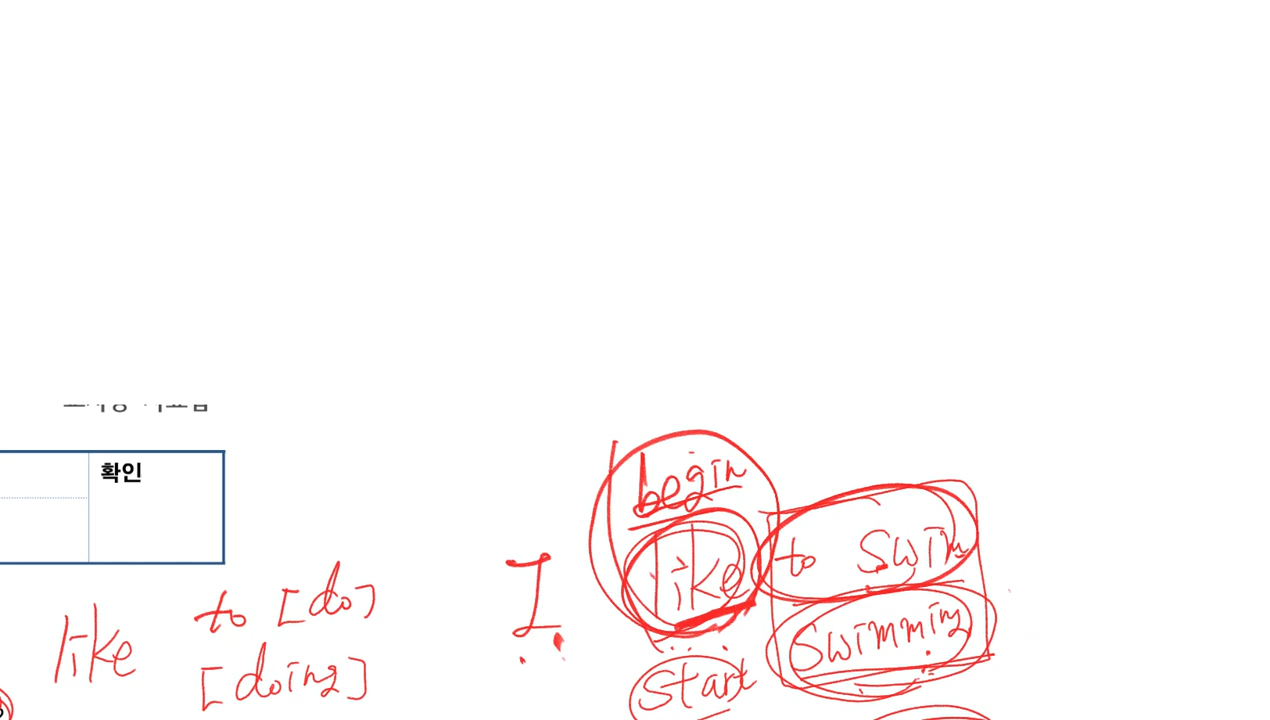 확인
begin
I like to swim
swimming
start
like to [do]
[doing]